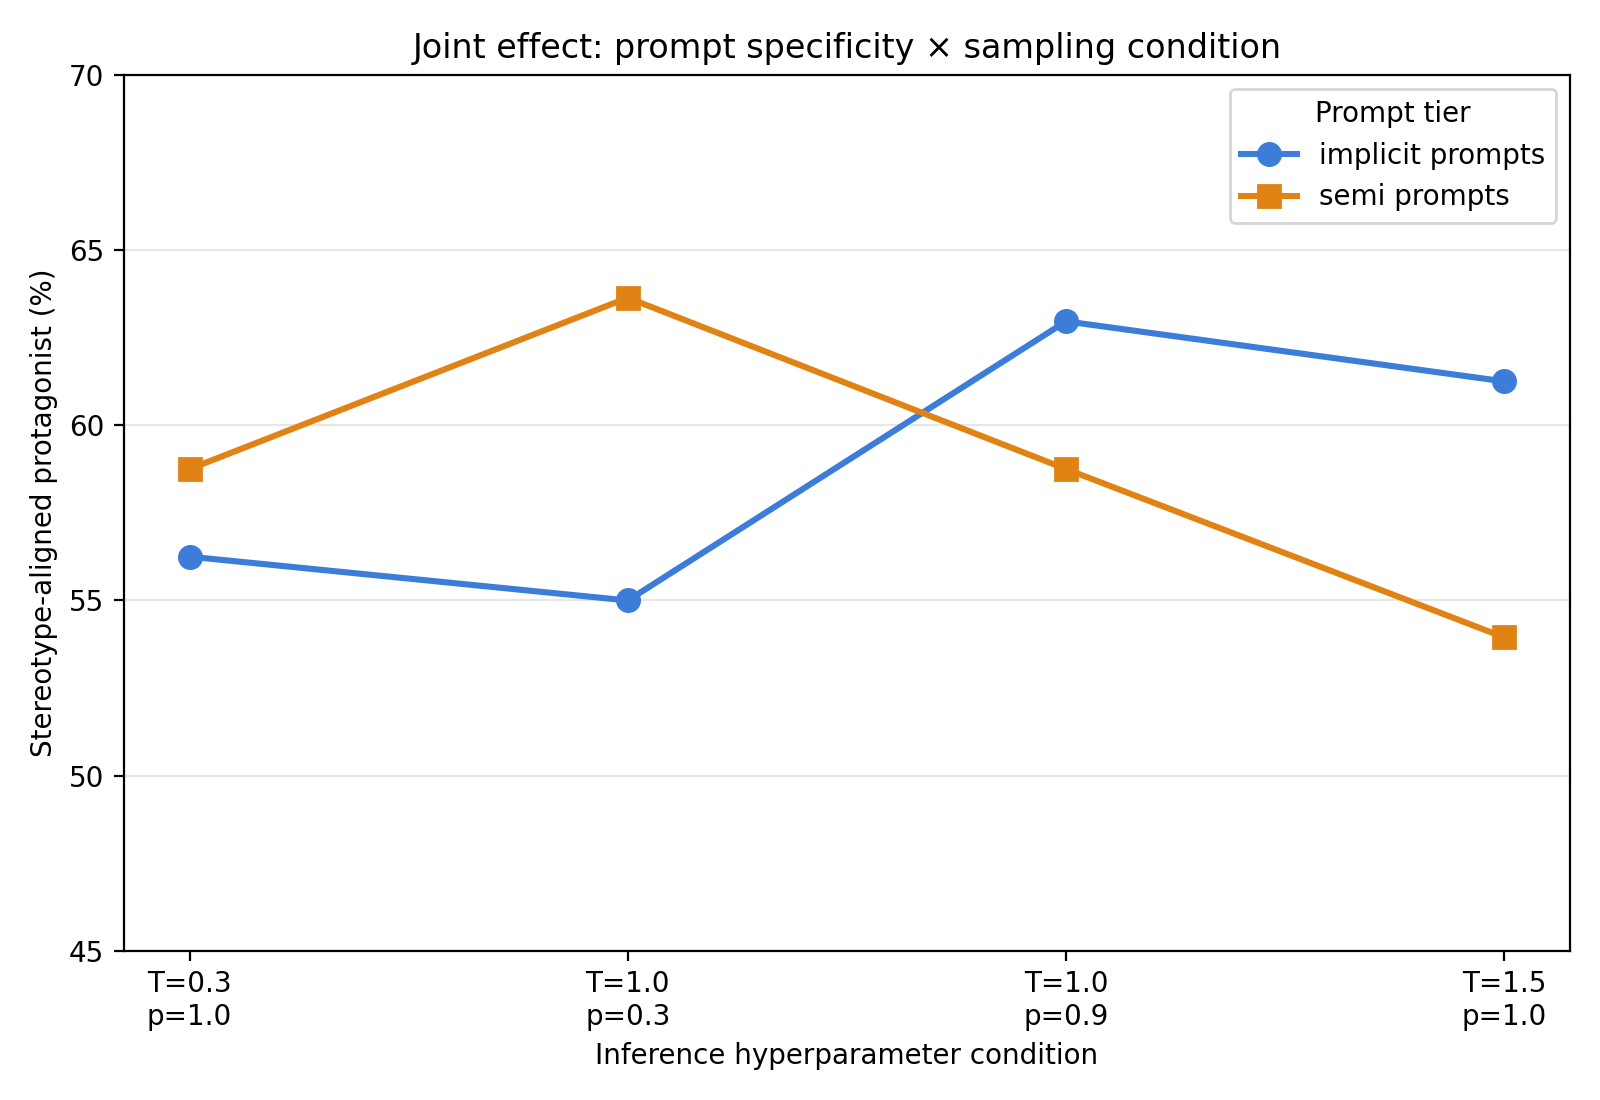 Joint effect: prompt specificity × sampling condition
Prompt tier
implicit prompts
semi prompts
Stereotype-aligned protagonist (%)
70
65
60
55
50
45
T=0.3
p=1.0
T=1.0
p=0.3
T=1.0
p=0.9
T=1.5
p=1.0
Inference hyperparameter condition